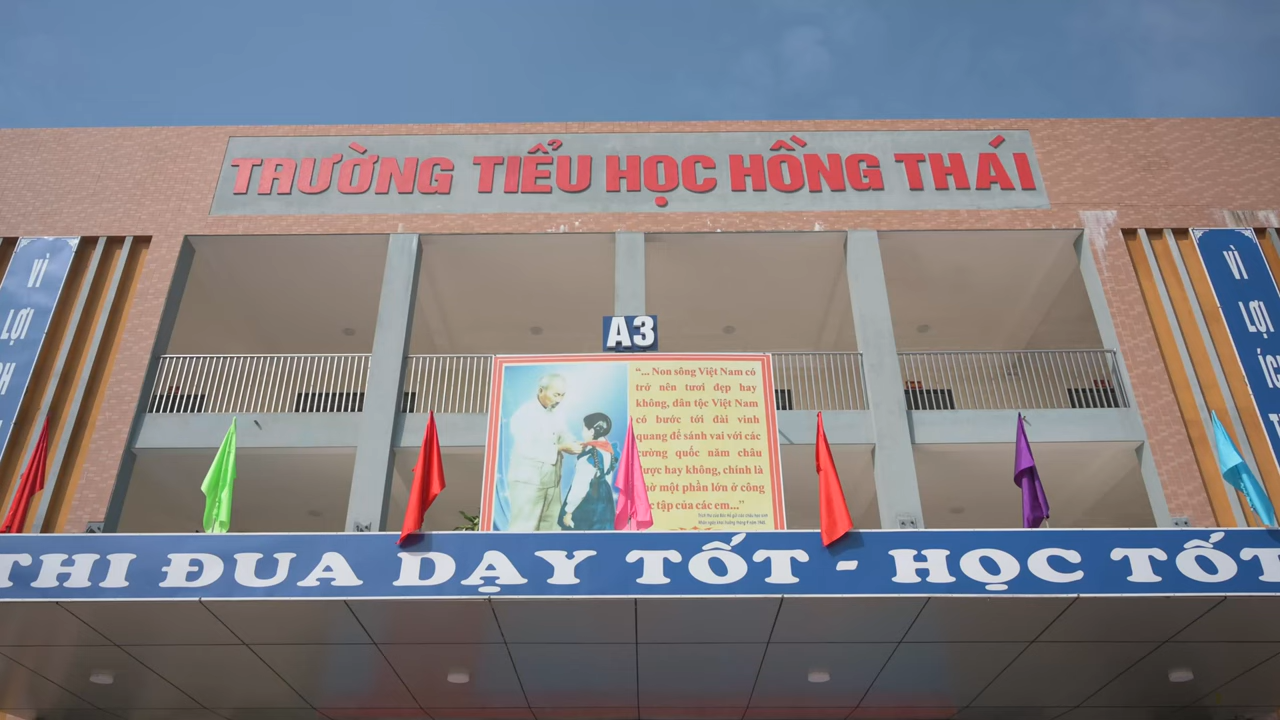 TRƯỜNG TIỂU HỌC HỒNG THÁI
VÌ
LỢI
VÌ
LỢI
ÍCH
A3
“... Non sông Việt Nam có
trở nên tươi đẹp hay
không, dân tộc Việt Nam
có bước tới đài vinh
quang để sánh vai với các
cường quốc năm châu
được hay không, chính là
nhờ một phần lớn ở công
học tập của các em...”
THI ĐUA DẠY TỐT - HỌC TỐT